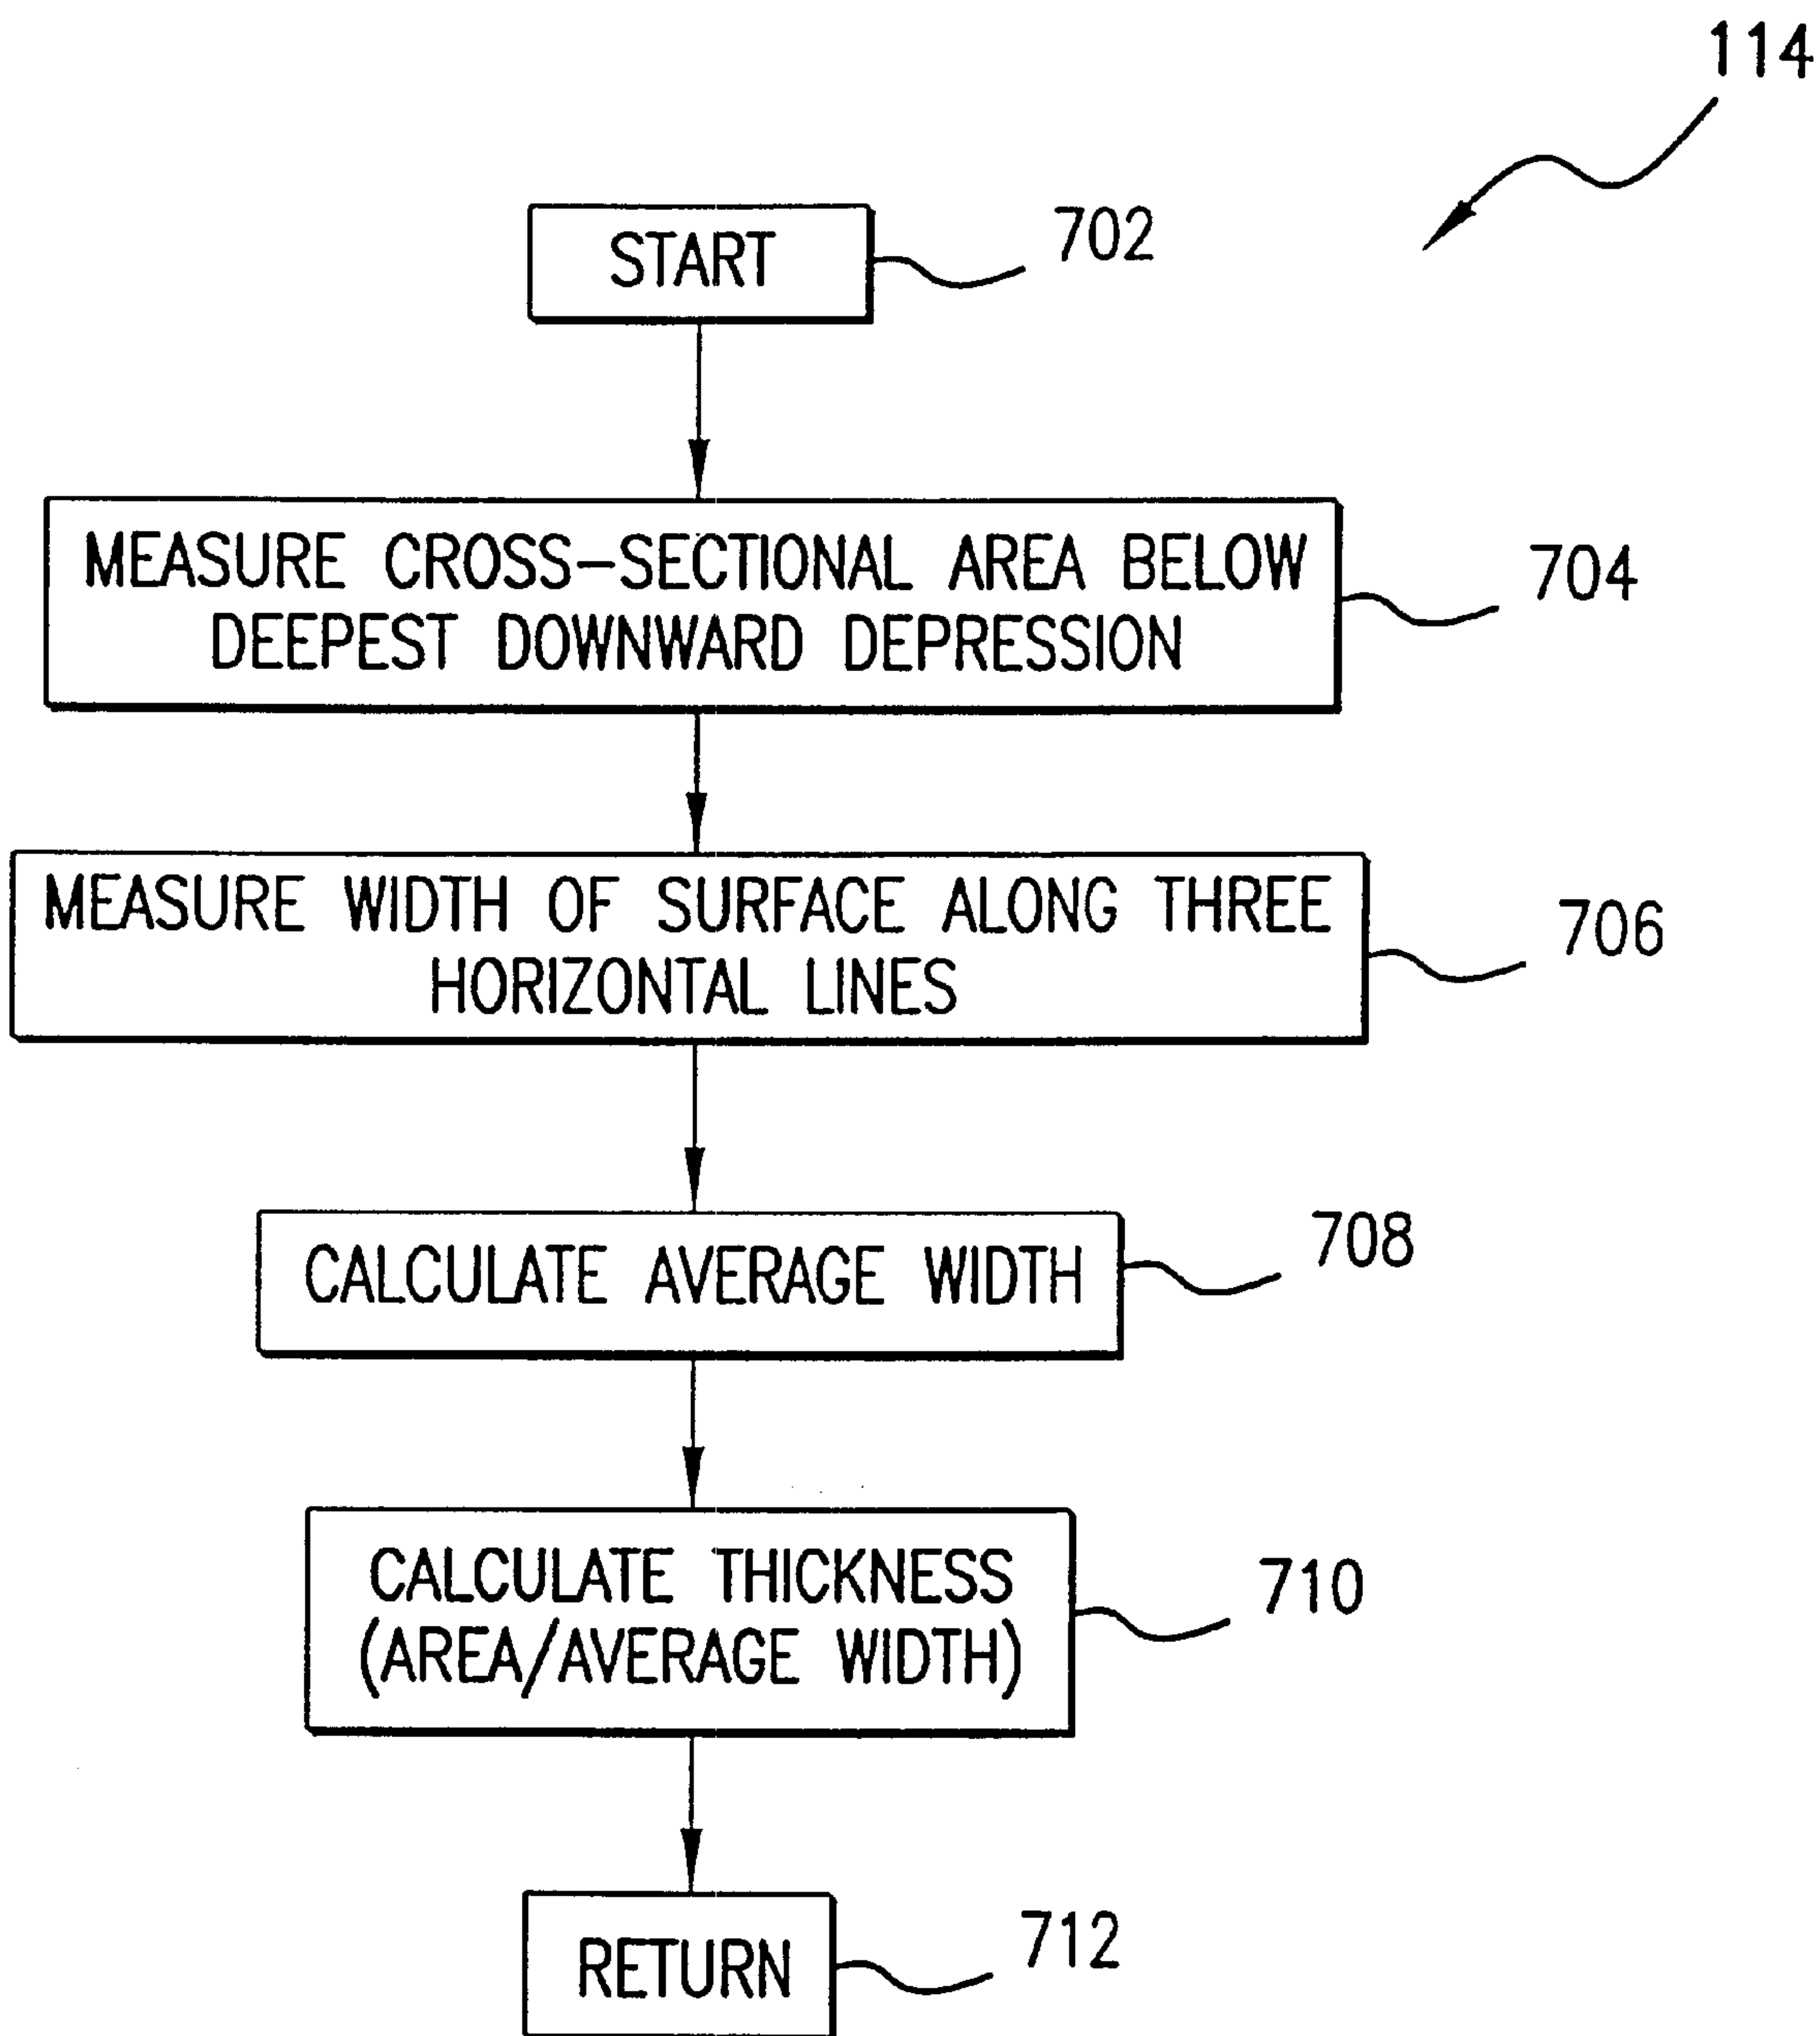 114
START
702
MEASURE CROSS-SECTIONAL AREA BELOW
DEEPEST DOWNWARD DEPRESSION
704
MEASURE WIDTH OF SURFACE ALONG THREE
HORIZONTAL LINES
706
CALCULATE AVERAGE WIDTH
708
CALCULATE THICKNESS
(AREA/AVERAGE WIDTH)
710
RETURN
712